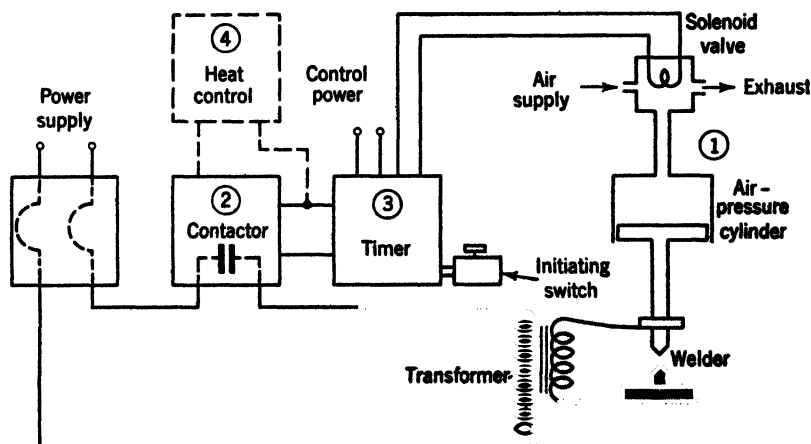 Solenoid
valve
④
Heat
control
Control
power
Air
supply
Exhaust
Power
supply
①
②
Contactor
③
Timer
Air-
pressure
cylinder
Initiating
switch
Transformer
Welder